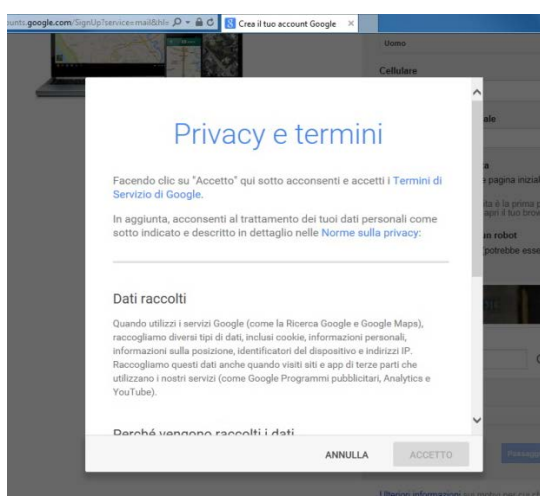 unts.google.com/SignUp?service=mail&hl=
Crea il tuo account Google
Uomo
Cellulare
ale
a
pagina inizial
ta è la prima p
apri il tuo brow
un robot
(potrebbe esse
Privacy e termini
Facendo clic su "Accetto" qui sotto acconsenti e accetti i Termini di
Servizio di Google.
In aggiunta, acconsenti al trattamento dei tuoi dati personali come
sotto indicato e descritto in dettaglio nelle Norme sulla privacy:
Dati raccolti
Quando utilizzi i servizi Google (come la Ricerca Google e Google Maps),
raccogliamo diversi tipi di dati, inclusi cookie, informazioni personali,
informazioni sulla posizione, identificatori del dispositivo e indirizzi IP.
Raccogliamo questi dati anche quando visiti siti e app di terze parti che
utilizzano i nostri servizi (come Google Programmi pubblicitari, Analytics e
YouTube).
Perché vengono raccolti i dati
ANNULLA ACCETTO
Passagg
Ulteriori informazioni